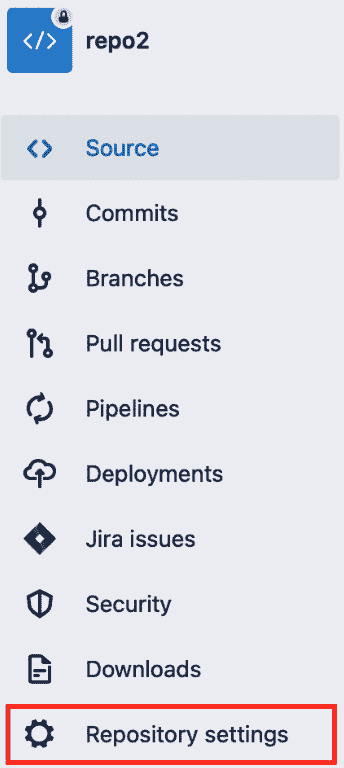 repo2
Source
Commits
Branches
Pull requests
Pipelines
Deployments
Jira issues
Security
Downloads
Repository settings